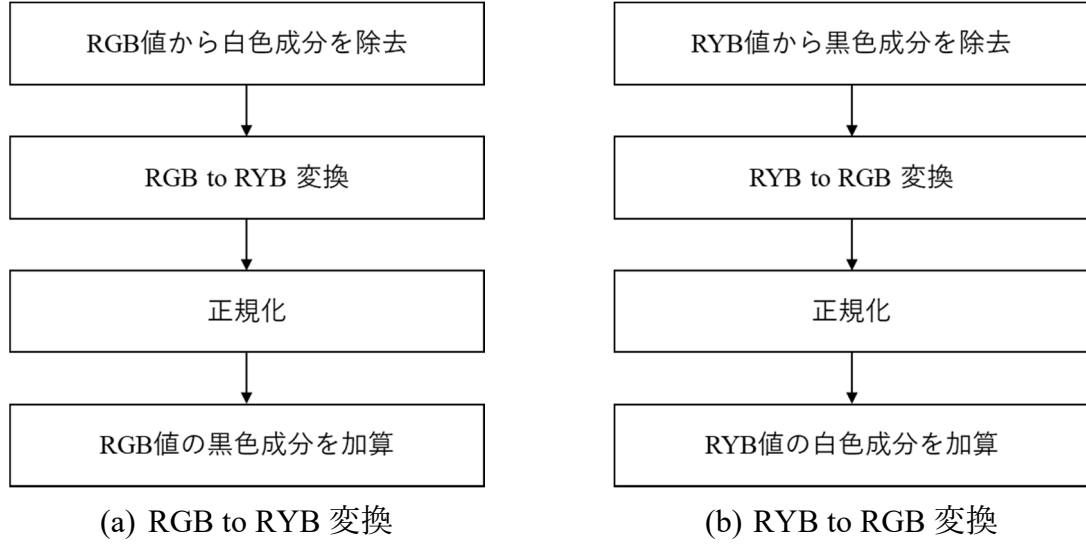 RGB値から白色成分を除去
RGB to RYB 変換
正規化
RGB値の黒色成分を加算
(a) RGB to RYB 変換
RYB値から黒色成分を除去
RYB to RGB 変換
正規化
RYB値の白色成分を加算
(b) RYB to RGB 変換